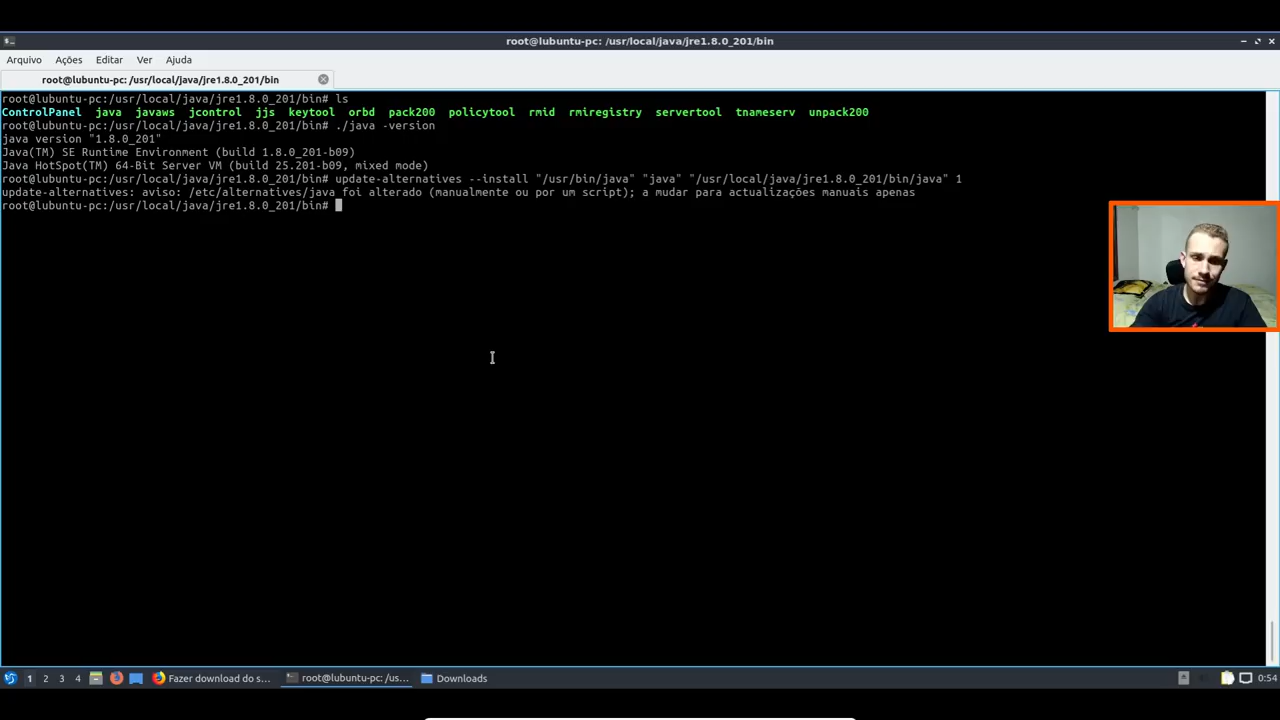 root@lubuntu-pc: /usr/local/java/jre1.8.0_201/bin
Arquivo Ações Editar Ver Ajuda
root@lubuntu-pc: /usr/local/java/jre1.8.0_201/bin
root@lubuntu-pc:/usr/local/java/jre1.8.0_201/bin# ls
ControlPanel java javaws jcontrol jjs keytool orbd pack200 policytool rmid rmiregistry servertool tnameserv unpack200
root@lubuntu-pc:/usr/local/java/jre1.8.0_201/bin# ./java -version
java version "1.8.0_201"
Java(TM) SE Runtime Environment (build 1.8.0_201-b09)
Java HotSpot(TM) 64-Bit Server VM (build 25.201-b09, mixed mode)
root@lubuntu-pc:/usr/local/java/jre1.8.0_201/bin# update-alternatives --install "/usr/bin/java" "java" "/usr/local/java/jre1.8.0_201/bin/java" 1
update-alternatives: aviso: /etc/alternatives/java foi alterado (manualmente ou por um script); a mudar para actualizações manuais apenas
root@lubuntu-pc:/usr/local/java/jre1.8.0_201/bin#
1 2 3 4 Fazer download do s... root@lubuntu-pc: /us... Downloads 0:54